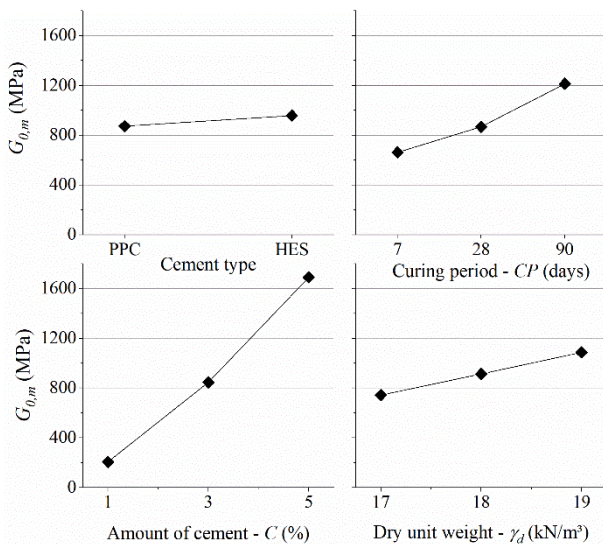 1600
1200
800
400
0
G0,m (MPa)
PPC HES
Cement type
7 28 90
Curing period - CP (days)
1600
1200
800
400
0
G0,m (MPa)
1 3 5
Amount of cement - C (%)
17 18 19
Dry unit weight - γd (kN/m³)